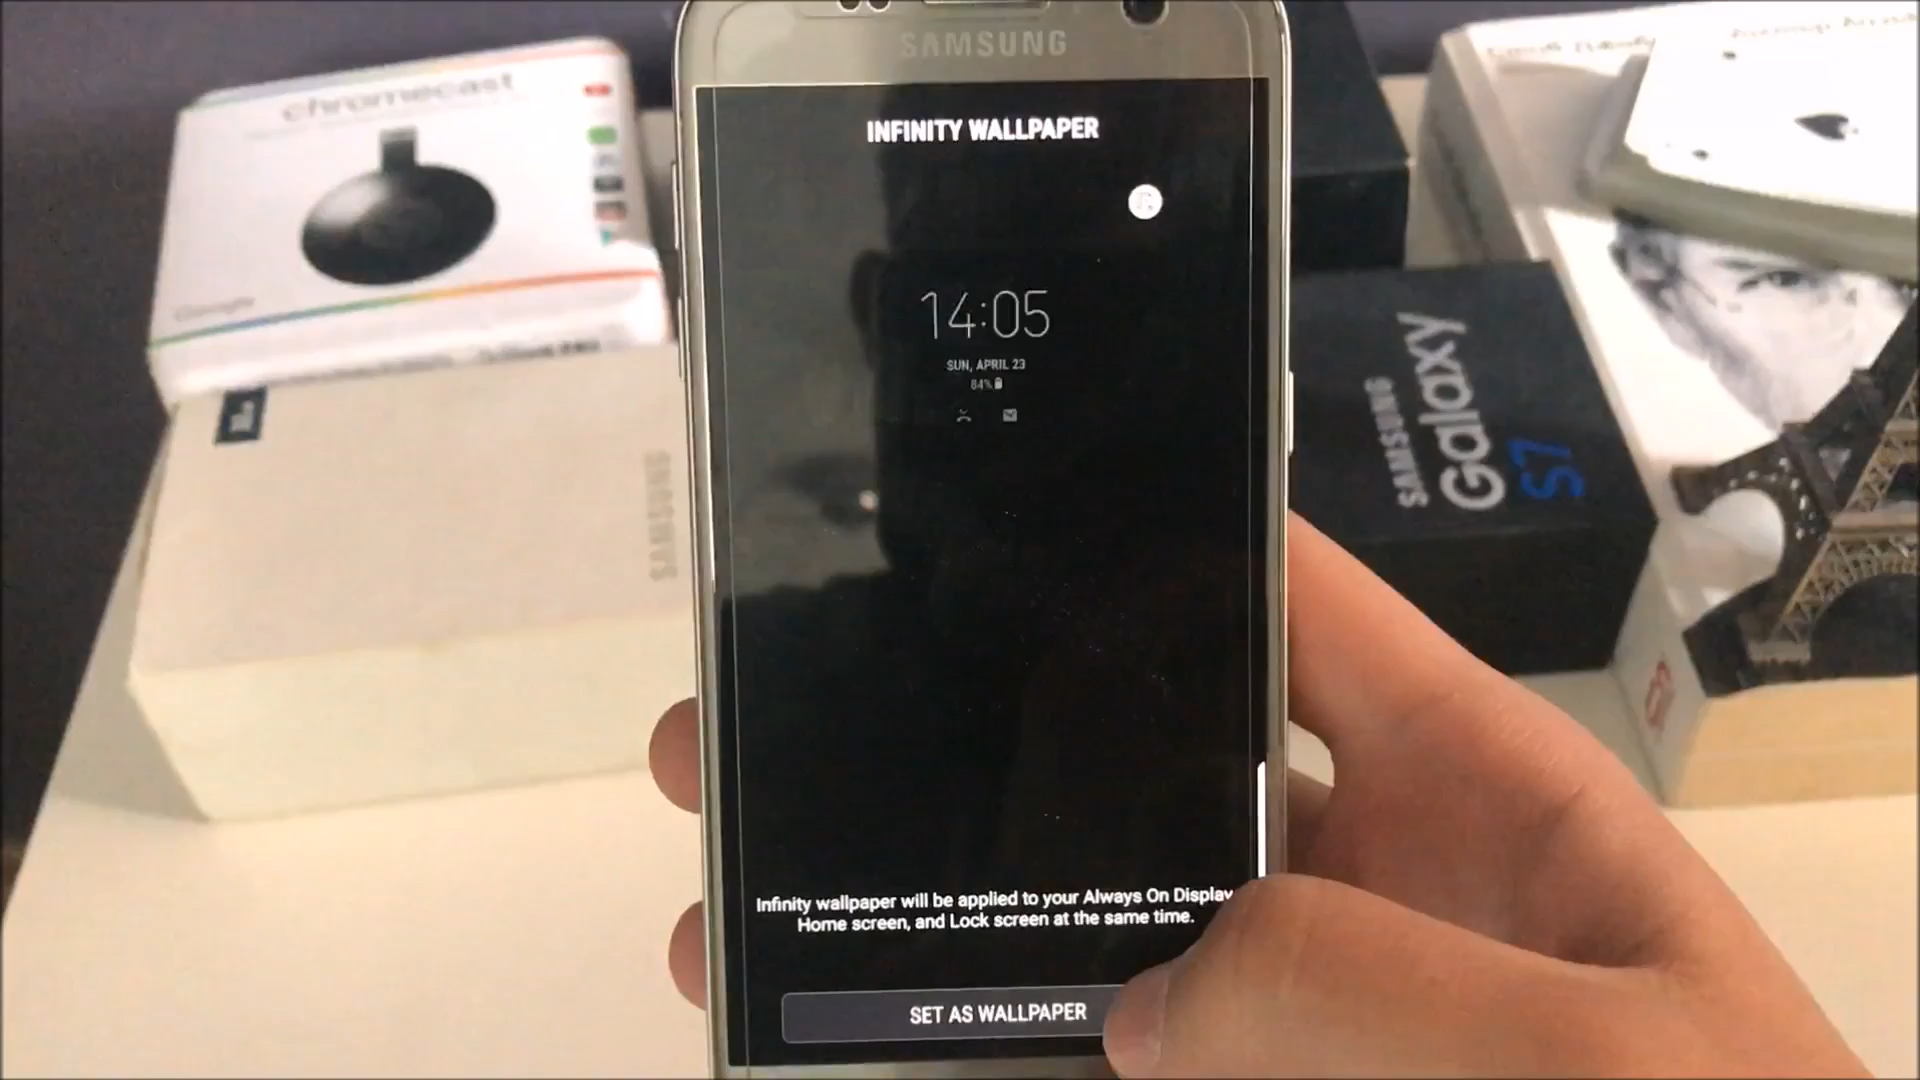 SAMSUNG
INFINITY WALLPAPER
14:05
SUN, APRIL 23
84%
Infinity wallpaper will be applied to your Always On Display
Home screen, and Lock screen at the same time.
SET AS WALLPAPER
chromecast
Google
SAMSUNG
SAMSUNG
Galaxy
S7